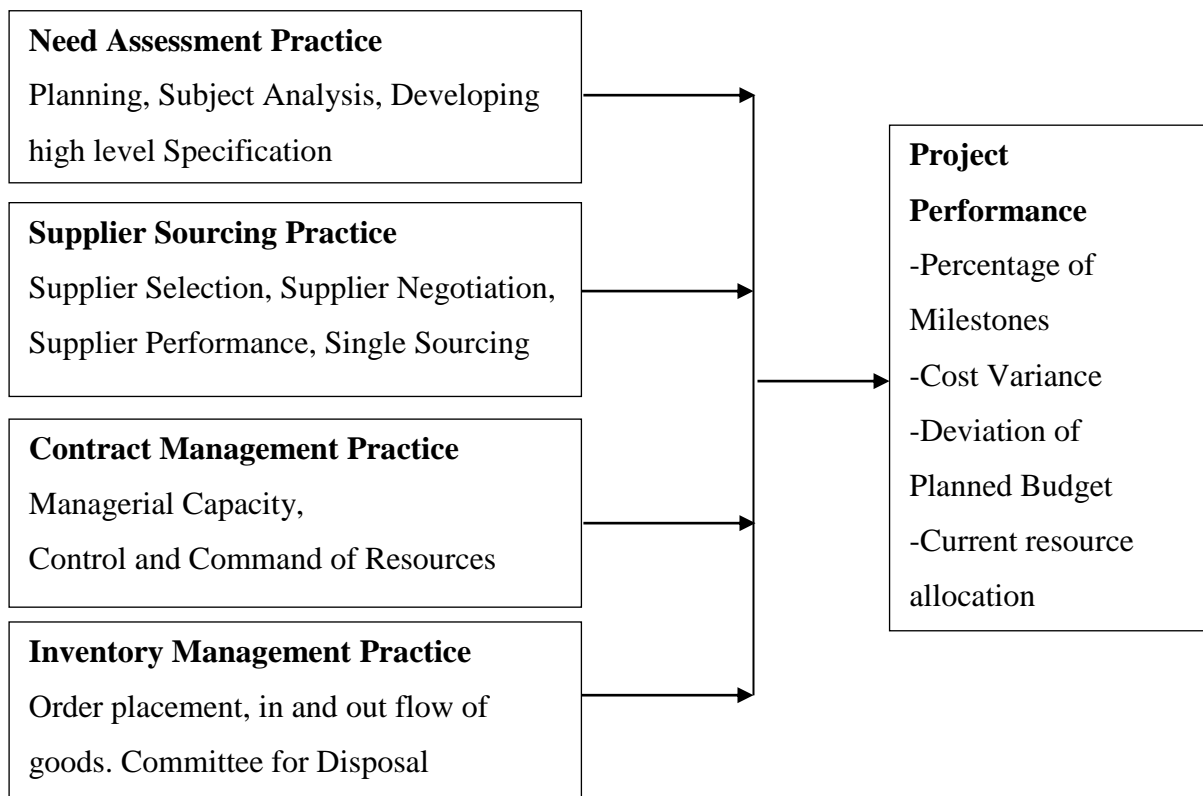 Need Assessment Practice
Planning, Subject Analysis, Developing
high level Specification
Supplier Sourcing Practice
Supplier Selection, Supplier Negotiation,
Supplier Performance, Single Sourcing
Contract Management Practice
Managerial Capacity,
Control and Command of Resources
Inventory Management Practice
Order placement, in and out flow of
goods. Committee for Disposal
Project
Performance
-Percentage of
Milestones
-Cost Variance
-Deviation of
Planned Budget
-Current resource
allocation